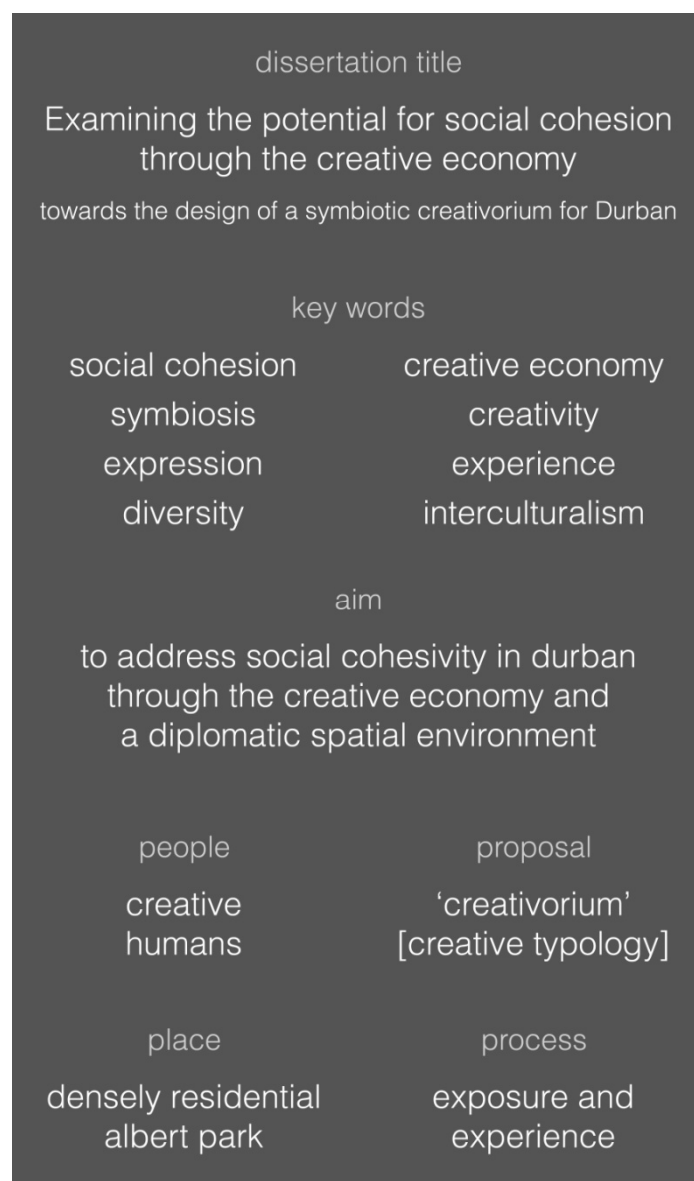 dissertation title
Examining the potential for social cohesion
through the creative economy
towards the design of a symbiotic creativorium for Durban
key words
social cohesion
creative economy
symbiosis
creativity
expression
experience
diversity
interculturalism
aim
to address social cohesivity in durban
through the creative economy and
a diplomatic spatial environment
people
creative
humans
proposal
‘creativorium’
[creative typology]
place
densely residential
albert park
process
exposure and
experience